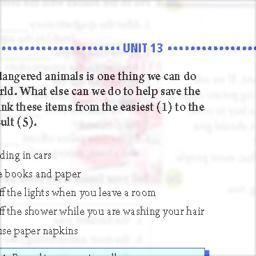 UNIT 13
dangered animals is one thing we can do
rld. What else can we do to help save the
nk these items from the easiest (1) to the
ult (5).
ding in cars
e books and paper
ff the lights when you leave a room
ff the shower while you are washing your hair
use paper napkins